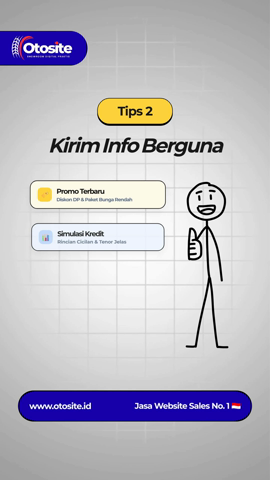 Otosite
Tips 2
Kirim Info Berguna
Promo Terbaru
Diskon DP & Paket Bunga Rendah
Simulasi Kredit
Rincian Cicilan & Tenor Jelas
www.otosite.id
Jasa Website Sales No. 1 🇮🇩